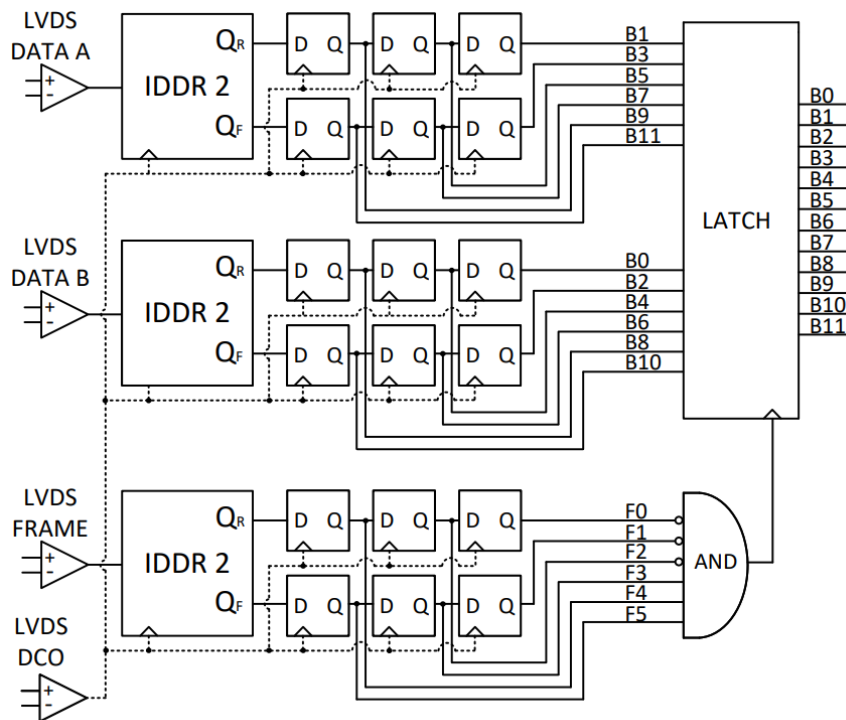 LVDS
DATA A
+
-
IDDR 2
QR
QF
D Q D Q D Q
D Q D Q D Q
B1
B3
B5
B7
B9
B11
LVDS
DATA B
+
-
IDDR 2
QR
QF
D Q D Q D Q
D Q D Q D Q
B0
B2
B4
B6
B8
B10
LATCH
B0
B1
B2
B3
B4
B5
B6
B7
B8
B9
B10
B11
LVDS
FRAME
+
-
IDDR 2
QR
QF
D Q D Q D Q
D Q D Q D Q
F0
F1
F2
F3
F4
F5
AND
LVDS
DCO
+
-